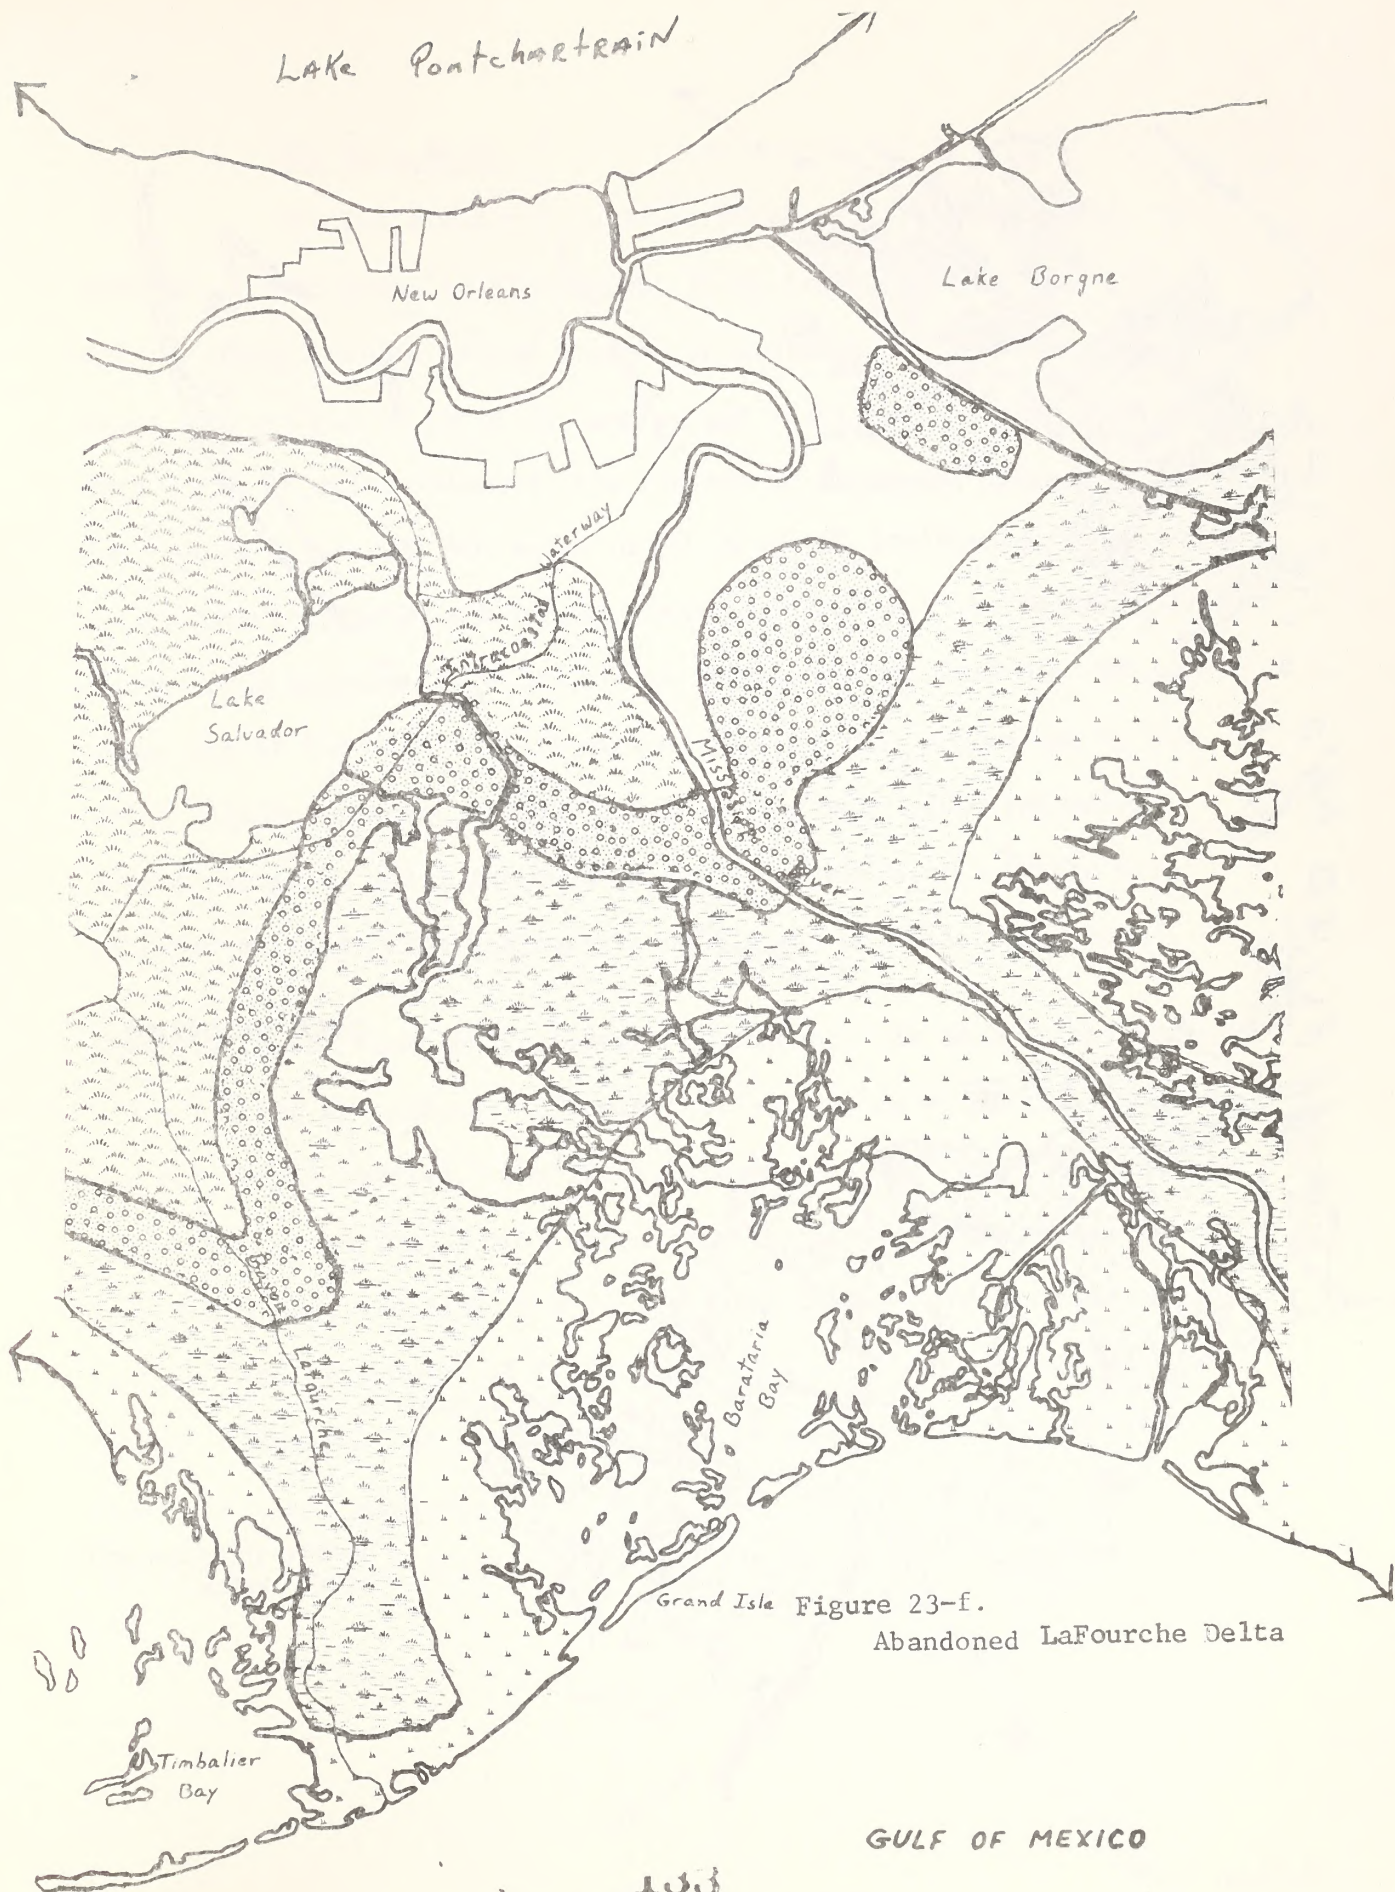 LAKE PontchARTRAiN
New Orleans
Lake Borgne
Intracoastal Waterway
Lake
Salvador
Mississippi River
Bayou Lafourche
Barataria
Bay
Grand Isle
Figure 23-f.
Abandoned LaFourche Delta
Timbalier
Bay
GULF OF MEXICO